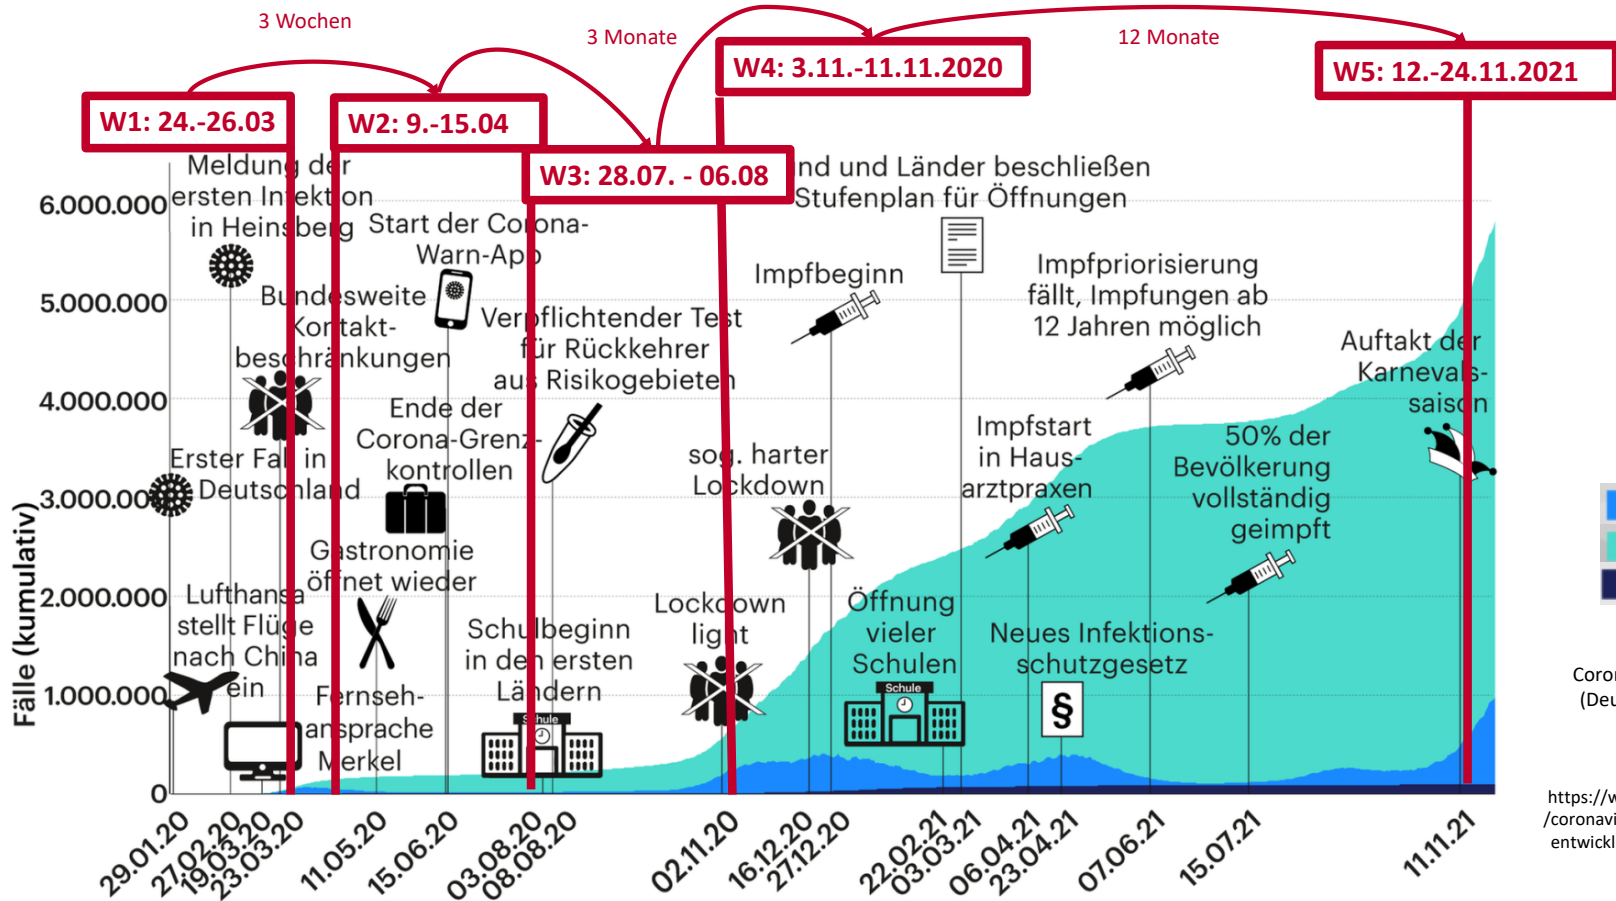 3 Wochen
3 Monate
12 Monate
W1: 24.-26.03
W2: 9.-15.04
W3: 28.07. - 06.08
W4: 3.11.-11.11.2020
W5: 12.-24.11.2021
Fälle (kumulativ)
6.000.000
5.000.000
4.000.000
3.000.000
2.000.000
1.000.000
0
Meldung der
ersten Infektion
in Heinsberg
Start der Corona-
Warn-App
nd und Länder beschließen
Stufenplan für Öffnungen
Bundesweite
Kontakt-
beschränkungen
Verpflichtender Test
für Rückkehrer
aus Risikogebieten
Impfbeginn
Impfpriorisierung
fällt, Impfungen ab
12 Jahren möglich
Auftakt der
Karnevals-
saison
Erster Fall in
Deutschland
Ende der
Corona-Grenz-
kontrollen
sog. harter
Lockdown
Impfstart
in Haus-
arztpraxen
50% der
Bevölkerung
vollständig
geimpft
Gastronomie
öffnet wieder
Lufthansa
stellt Flüge
nach China
ein
Fernseh-
ansprache
Merkel
Schulbeginn
in den ersten
Ländern
Schule
Lockdown
light
Öffnung
vieler
Schulen
Schule
Neues Infektions-
schutzgesetz
§
29.01.20
27.02.20
19.03.20
23.03.20
11.05.20
15.06.20
03.08.20
08.08.20
02.11.20
16.12.20
27.12.20
22.02.21
03.03.21
06.04.21
23.04.21
07.06.21
15.07.21
11.11.21
Coror
(Deu
https://w
/coronavi
entwickl